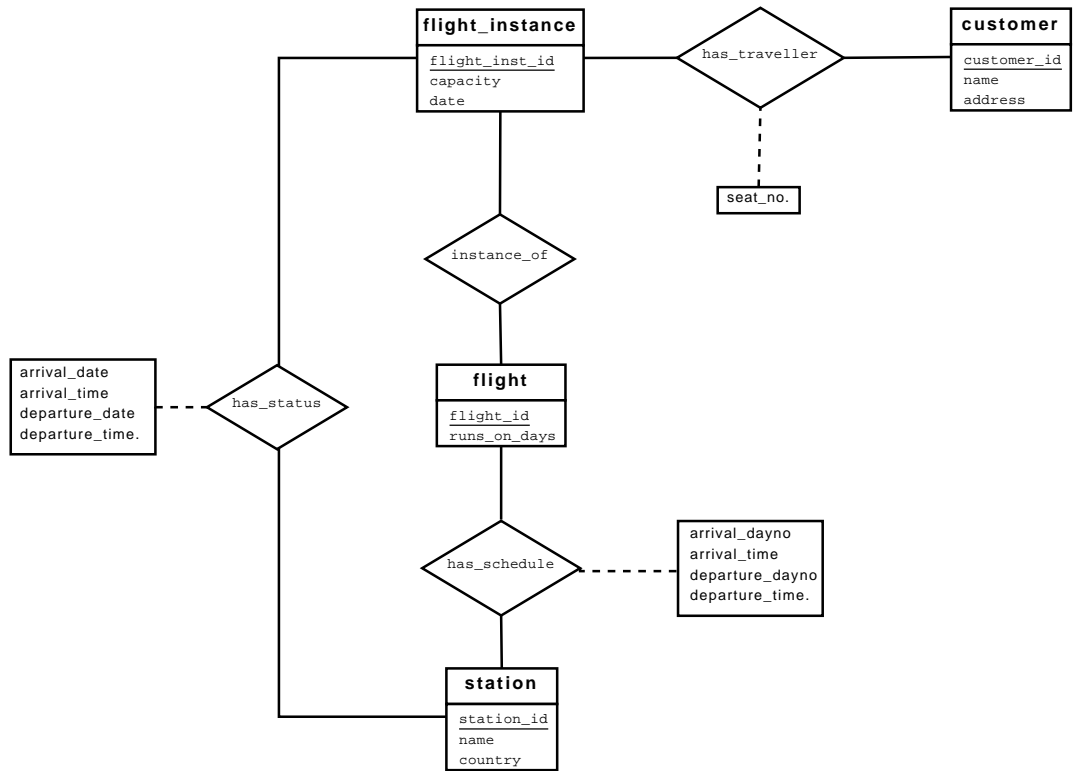 flight_instance
flight_inst_id
capacity
date
has_traveller
customer
customer_id
name
address
seat_no.
instance_of
arrival_date
arrival_time
departure_date
departure_time.
has_status
flight
flight_id
runs_on_days
has_schedule
arrival_dayno
arrival_time
departure_dayno
departure_time.
station
station_id
name
country